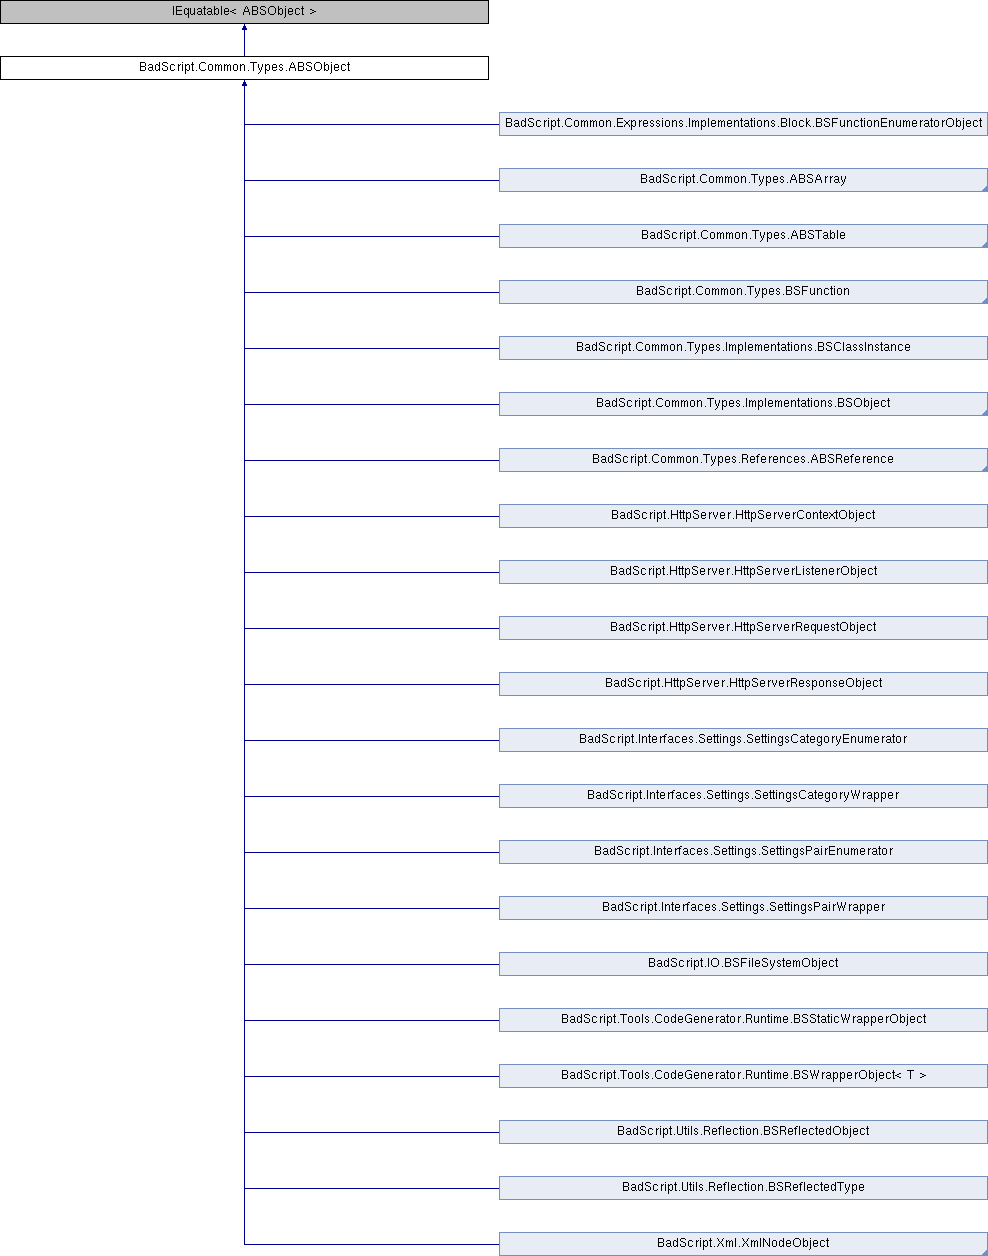 IEquatable< ABSObject >
BadScript.Common.Types.ABSObject
BadScript.Common.Expressions.Implementations.Block.BSFunctionEnumeratorObject
BadScript.Common.Types.ABSArray
BadScript.Common.Types.ABSTable
BadScript.Common.Types.BSFunction
BadScript.Common.Types.Implementations.BSClassInstance
BadScript.Common.Types.Implementations.BSObject
BadScript.Common.Types.References.ABSReference
BadScript.HttpServer.HttpServerContextObject
BadScript.HttpServer.HttpServerListenerObject
BadScript.HttpServer.HttpServerRequestObject
BadScript.HttpServer.HttpServerResponseObject
BadScript.Interfaces.Settings.SettingsCategoryEnumerator
BadScript.Interfaces.Settings.SettingsCategoryWrapper
BadScript.Interfaces.Settings.SettingsPairEnumerator
BadScript.Interfaces.Settings.SettingsPairWrapper
BadScript.IO.BSFileSystemObject
BadScript.Tools.CodeGenerator.Runtime.BSStaticWrapperObject
BadScript.Tools.CodeGenerator.Runtime.BSWrapperObject< T >
BadScript.Utils.Reflection.BSReflectedObject
BadScript.Utils.Reflection.BSReflectedType
BadScript.Xml.XmlNodeObject